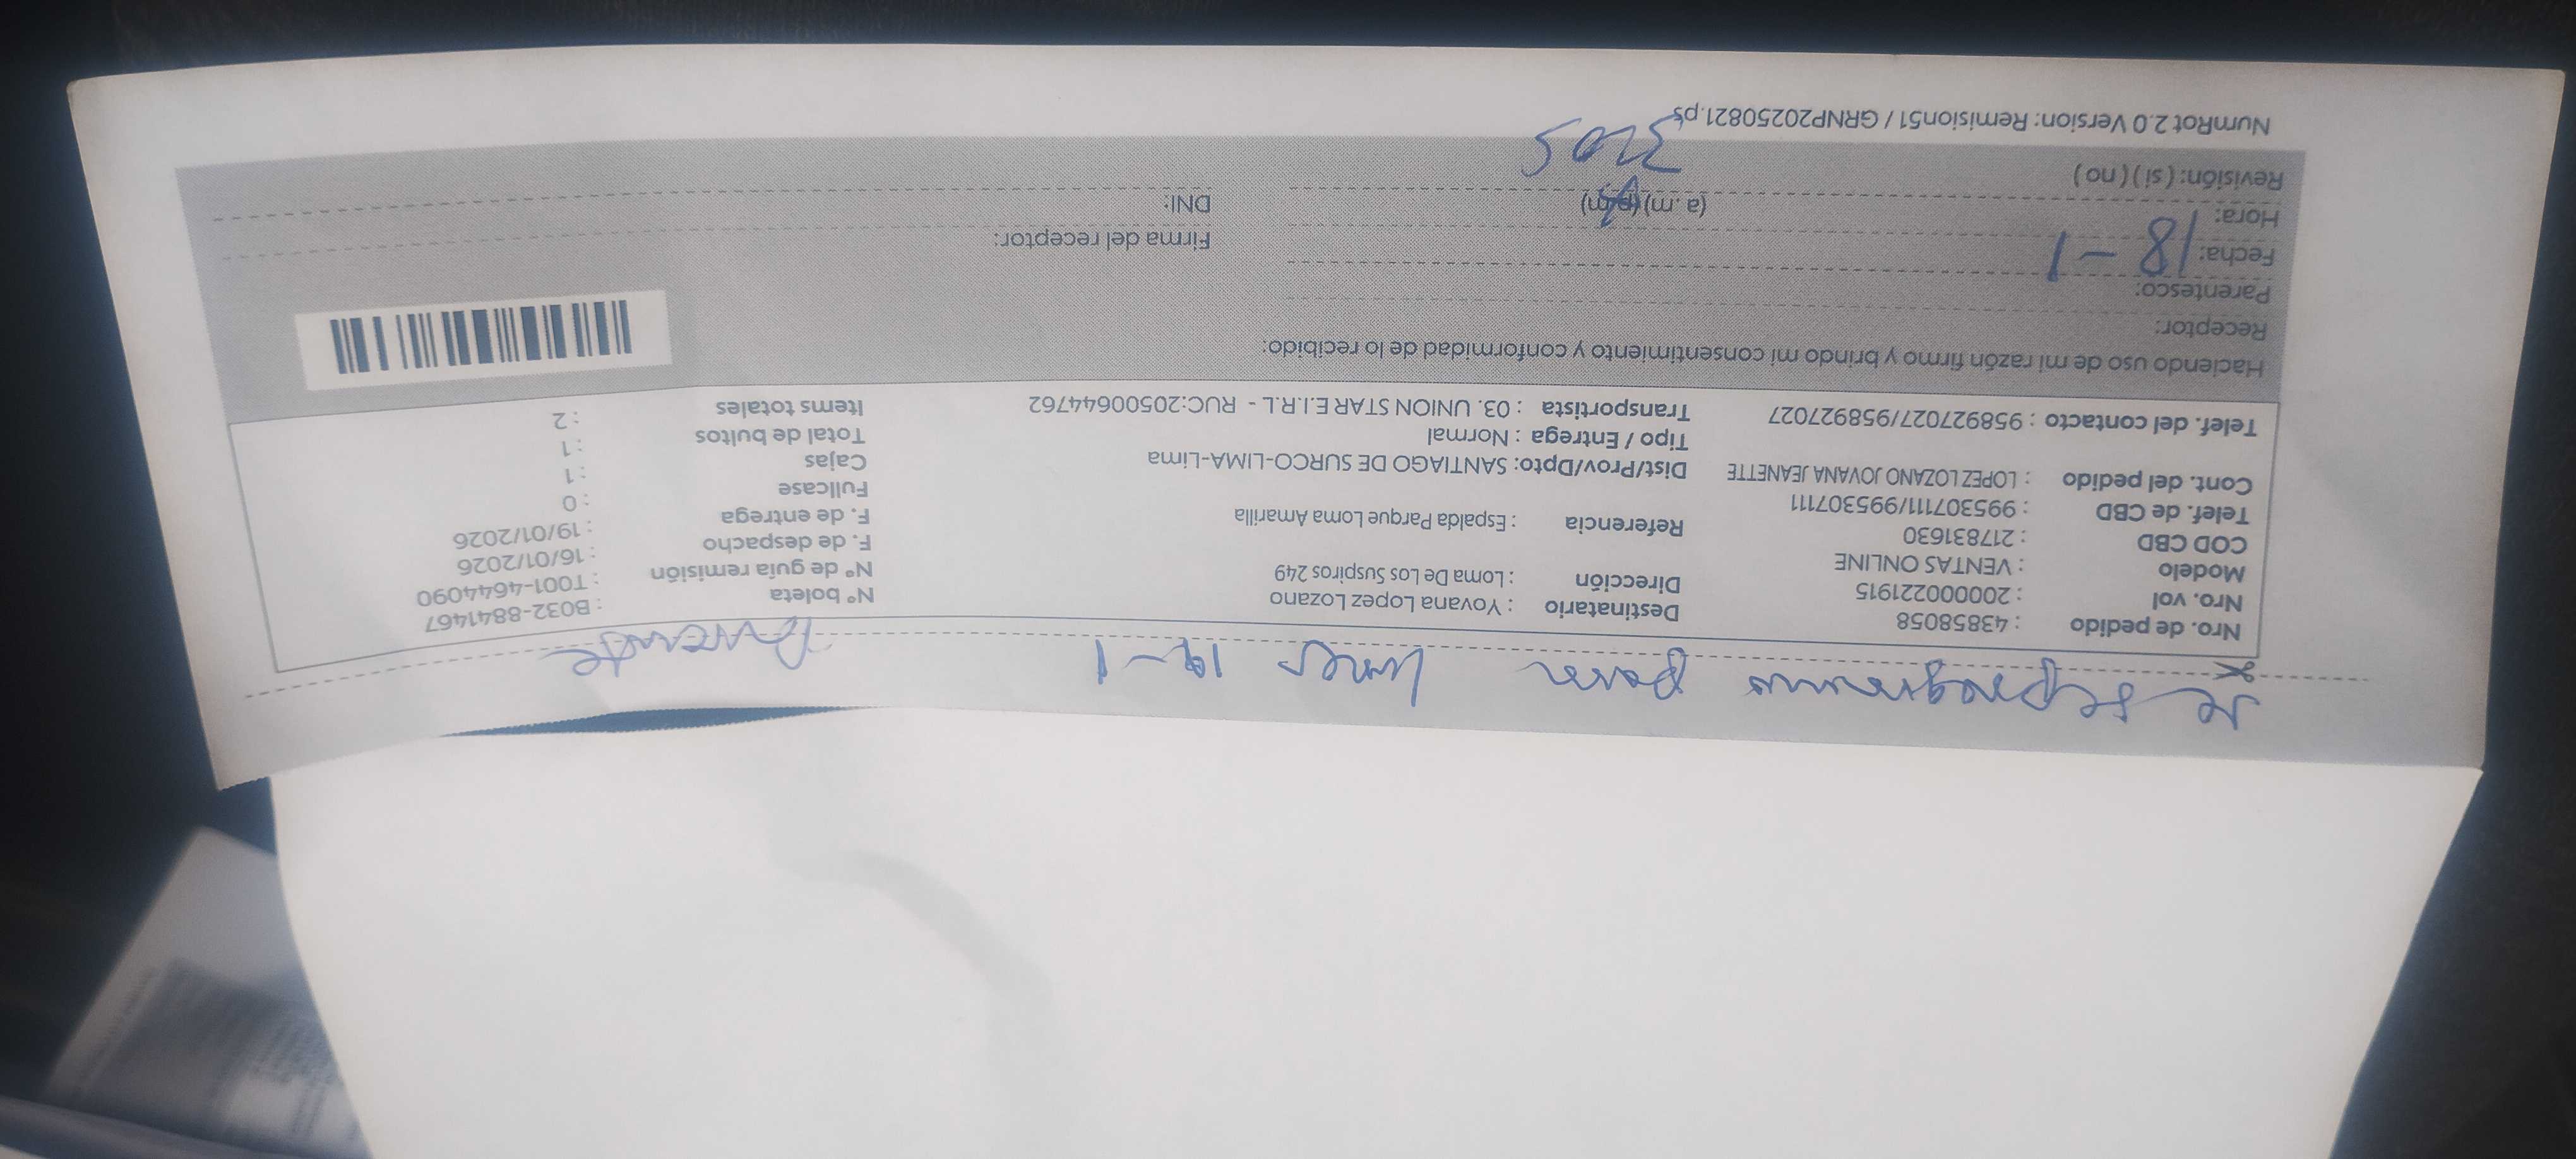 se reprograma para lunes 19-1
Nro. de pedido : 43858058
Nro. vol : 2000000221915
Modelo : VENTAS ONLINE
COD CBD : 217831630
Telef. de CBD : 995307111/995307111
Cont. del pedido : LOPEZ LOZANO JOVANA JEANETTE
Telef. del contacto : 958927027/958927027
Destinatario : Yovana Lopez Lozano
Dirección : Loma De Los Suspiros 249
Referencia : Espalda Parque Loma Amarilla
Dist/Prov/Dpto: SANTIAGO DE SURCO-LIMA-Lima
Tipo / Entrega : Normal
Transportista : 03. UNION STAR E.I.R.L. - RUC:20500644762
N° boleta : B032-8841467
N° de guía remisión : T001-4644090
F. de despacho : 16/01/2026
F. de entrega : 19/01/2026
Fullcase : 0
Cajas : 1
Total de bultos : 1
Items totales : 2
Haciendo uso de mi razón firmo y brindo mi consentimiento y conformidad de lo recibido:
Receptor:
Parentesco:
Fecha: 18-1
Hora: (a .m) (p.m)
Revisión: ( si ) ( no )
Firma del receptor:
DNI:
NumRot 2.0 Version: Remision51 / GRNP20250821.ps